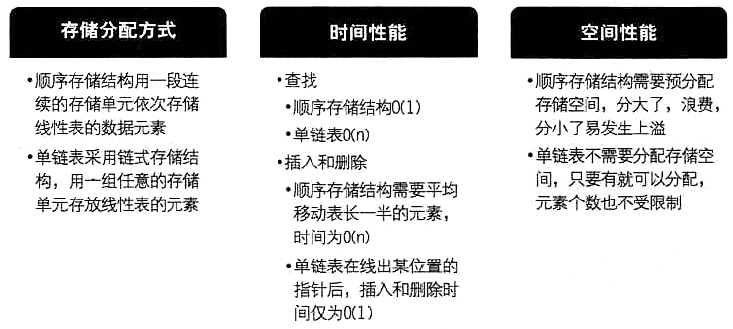 存储分配方式
•顺序存储结构用一段连
续的存储单元依次存储
线性表的数据元素
•单链表采用链式存储结
构，用一组任意的存储
单元存放线性表的元素
时间性能
•查找
•顺序存储结构O(1)
•单链表O(n)
•插入和删除
•顺序存储结构需要平均
移动表长一半的元素，
时间为O(n)
•单链表在线出某位置的
指针后，插入和删除时
间仅为O(1)
空间性能
•顺序存储结构需要预分配
存储空间，分大了，浪费，
分小了易发生上溢
•单链表不需要分配存储空
间，只要有就可以分配，
元素个数也不受限制